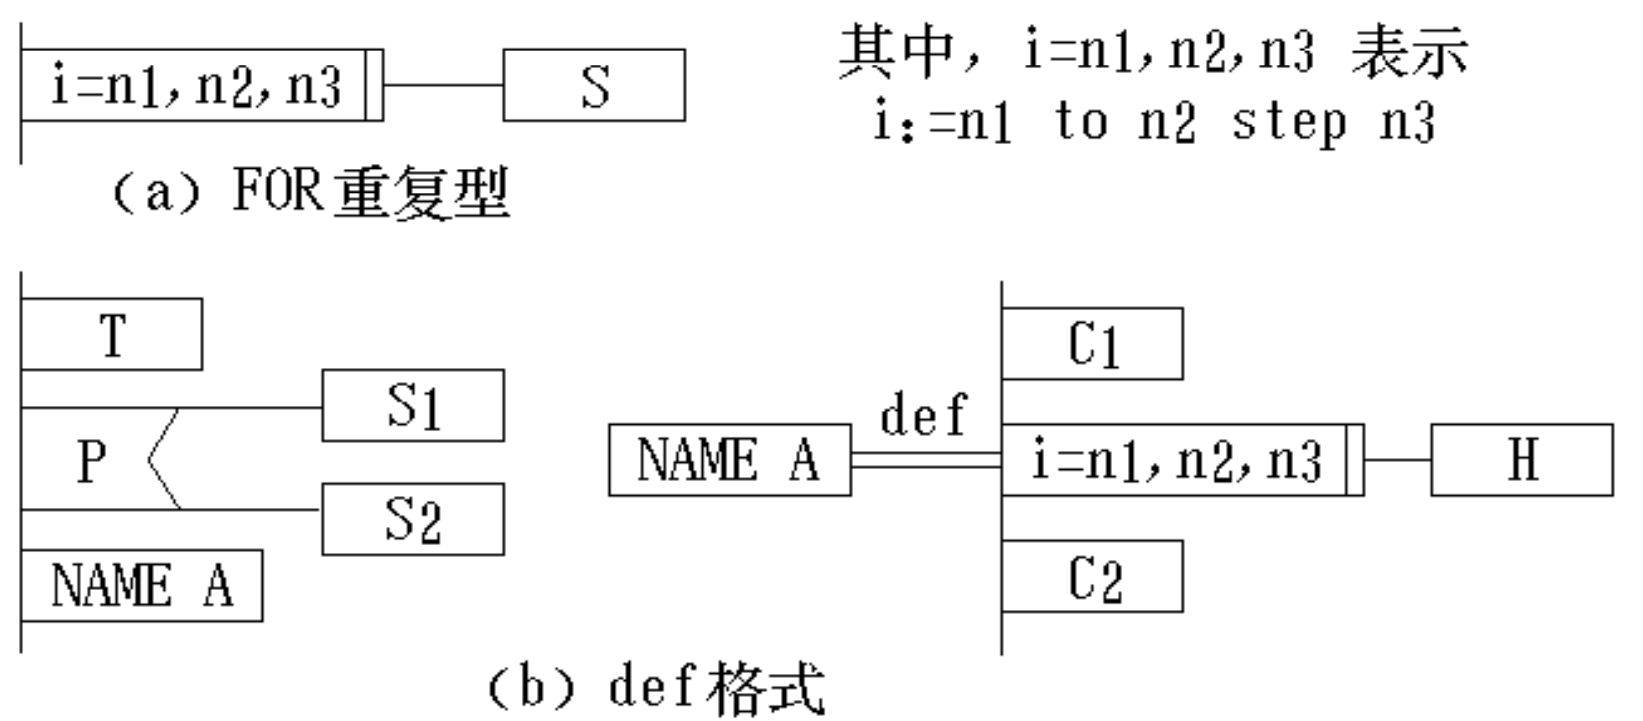 i=n1,n2,n3
S
其中，i=n1,n2,n3 表示
i:=n1 to n2 step n3
（a）FOR重复型
T
P
S1
S2
NAME A
NAME A
def
C1
i=n1,n2,n3
H
C2
（b）def格式